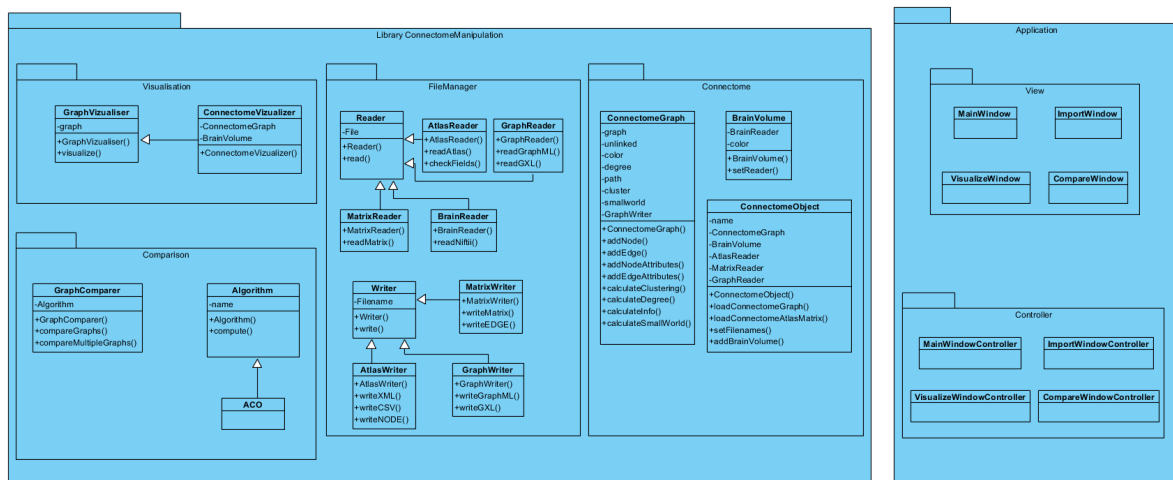 Library ConnectomeManipulation
Visualisation
GraphVizualiser
-graph
+GraphVizualiser()
+visualize()
ConnectomeVizualizer
-ConnectomeGraph
-BrainVolume
+ConnectomeVizualizer()
Comparison
GraphComparer
-Algorithm
+GraphComparer()
+compareGraphs()
+compareMultipleGraphs()
Algorithm
-name
+Algorithm()
+compute()
ACO
FileManager
Reader
-File
+Reader()
+read()
AtlasReader
+AtlasReader()
+readAtlas()
+checkFields()
GraphReader
+GraphReader()
+readGraphML()
+readGXL()
MatrixReader
+MatrixReader()
+readMatrix()
BrainReader
+BrainReader()
+readNiftii()
Writer
-Filename
+Writer()
+write()
MatrixWriter
+MatrixWriter()
+writeMatrix()
+writeEDGE()
AtlasWriter
+AtlasWriter()
+writeXML()
+writeCSV()
+writeNODE()
GraphWriter
+GraphWriter()
+writeGraphML()
+writeGXL()
Connectome
ConnectomeGraph
-graph
-unlinked
-color
-degree
-path
-cluster
-smallworld
-GraphWriter
+ConnectomeGraph()
+addNode()
+addEdge()
+addNodeAttributes()
+addEdgeAttributes()
+calculateClustering()
+calculateDegree()
+calculateInfo()
+calculateSmallWorld()
BrainVolume
-BrainReader
-color
+BrainVolume()
+setReader()
ConnectomeObject
-name
-ConnectomeGraph
-BrainVolume
-AtlasReader
-MatrixReader
-GraphReader
+ConnectomeObject()
+loadConnectomeGraph()
+loadConnectomeAtlasMatrix()
+setFilenames()
+addBrainVolume()
Application
View
MainWindow
ImportWindow
VisualizeWindow
CompareWindow
Controller
MainWindowController
ImportWindowController
VisualizeWindowController
CompareWindowController